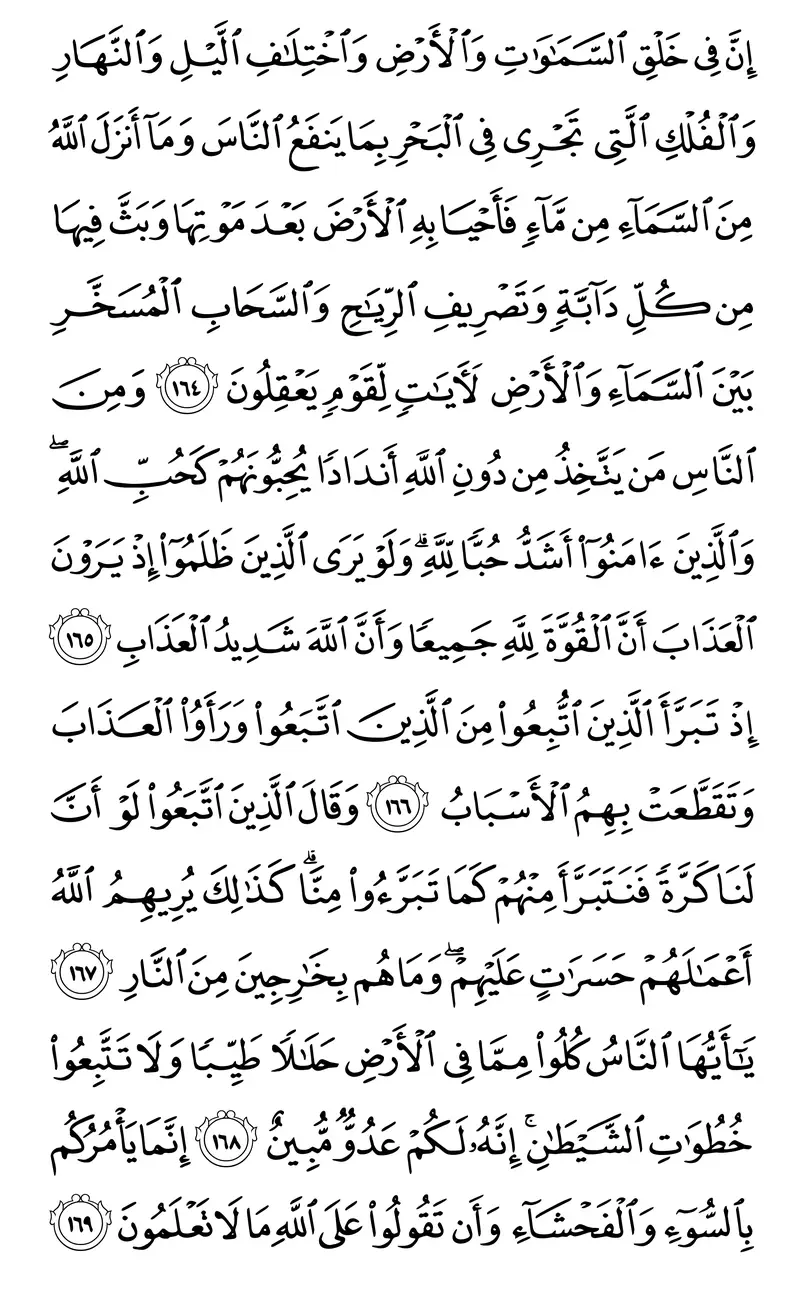 إِنَّ فِى خَلْقِ ٱلسَّمَـٰوَٰتِ وَٱلْأَرْضِ وَٱخْتِلَـٰفِ ٱلَّيْلِ وَٱلنَّهَارِ
وَٱلْفُلْكِ ٱلَّتِى تَجْرِى فِى ٱلْبَحْرِ بِمَا يَنفَعُ ٱلنَّاسَ وَمَآ أَنزَلَ ٱللَّهُ
مِنَ ٱلسَّمَآءِ مِن مَّآءٍ فَأَحْيَا بِهِ ٱلْأَرْضَ بَعْدَ مَوْتِهَا وَبَثَّ فِيهَا
مِن كُلِّ دَآبَّةٍ وَتَصْرِيفِ ٱلرِّيَـٰحِ وَٱلسَّحَابِ ٱلْمُسَخَّرِ
بَيْنَ ٱلسَّمَآءِ وَٱلْأَرْضِ لَـَٔايَـٰتٍ لِّقَوْمٍ يَعْقِلُونَ ١٦٤ وَمِنَ
ٱلنَّاسِ مَن يَتَّخِذُ مِن دُونِ ٱللَّهِ أَندَادًا يُحِبُّونَهُمْ كَحُبِّ ٱللَّهِ ۖ
وَٱلَّذِينَ ءَامَنُوٓا۟ أَشَدُّ حُبًّا لِّلَّهِ ۗ وَلَوْ يَرَى ٱلَّذِينَ ظَلَمُوٓا۟ إِذْ يَرَوْنَ
ٱلْعَذَابَ أَنَّ ٱلْقُوَّةَ لِلَّهِ جَمِيعًا وَأَنَّ ٱللَّهَ شَدِيدُ ٱلْعَذَابِ ١٦٥
إِذْ تَبَرَّأَ ٱلَّذِينَ ٱتُّبِعُوا۟ مِنَ ٱلَّذِينَ ٱتَّبَعُوا۟ وَرَأَوُا۟ ٱلْعَذَابَ
وَتَقَطَّعَتْ بِهِمُ ٱلْأَسْبَابُ ١٦٦ وَقَالَ ٱلَّذِينَ ٱتَّبَعُوا۟ لَوْ أَنَّ
لَنَا كَرَّةً فَنَتَبَرَّأَ مِنْهُمْ كَمَا تَبَرَّءُوا۟ مِنَّا ۗ كَذَٰلِكَ يُرِيهِمُ ٱللَّهُ
أَعْمَـٰلَهُمْ حَسَرَٰتٍ عَلَيْهِمْ ۖ وَمَا هُم بِخَـٰرِجِينَ مِنَ ٱلنَّارِ ١٦٧
يَـٰٓأَيُّهَا ٱلنَّاسُ كُلُوا۟ مِمَّا فِى ٱلْأَرْضِ حَلَـٰلًا طَيِّبًا وَلَا تَتَّبِعُوا۟
خُطُوَٰتِ ٱلشَّيْطَـٰنِ ۚ إِنَّهُۥ لَكُمْ عَدُوٌّ مُّبِينٌ ١٦٨ إِنَّمَا يَأْمُرُكُم
بِٱلسُّوٓءِ وَٱلْفَحْشَآءِ وَأَن تَقُولُوا۟ عَلَى ٱللَّهِ مَا لَا تَعْلَمُونَ ١٦٩